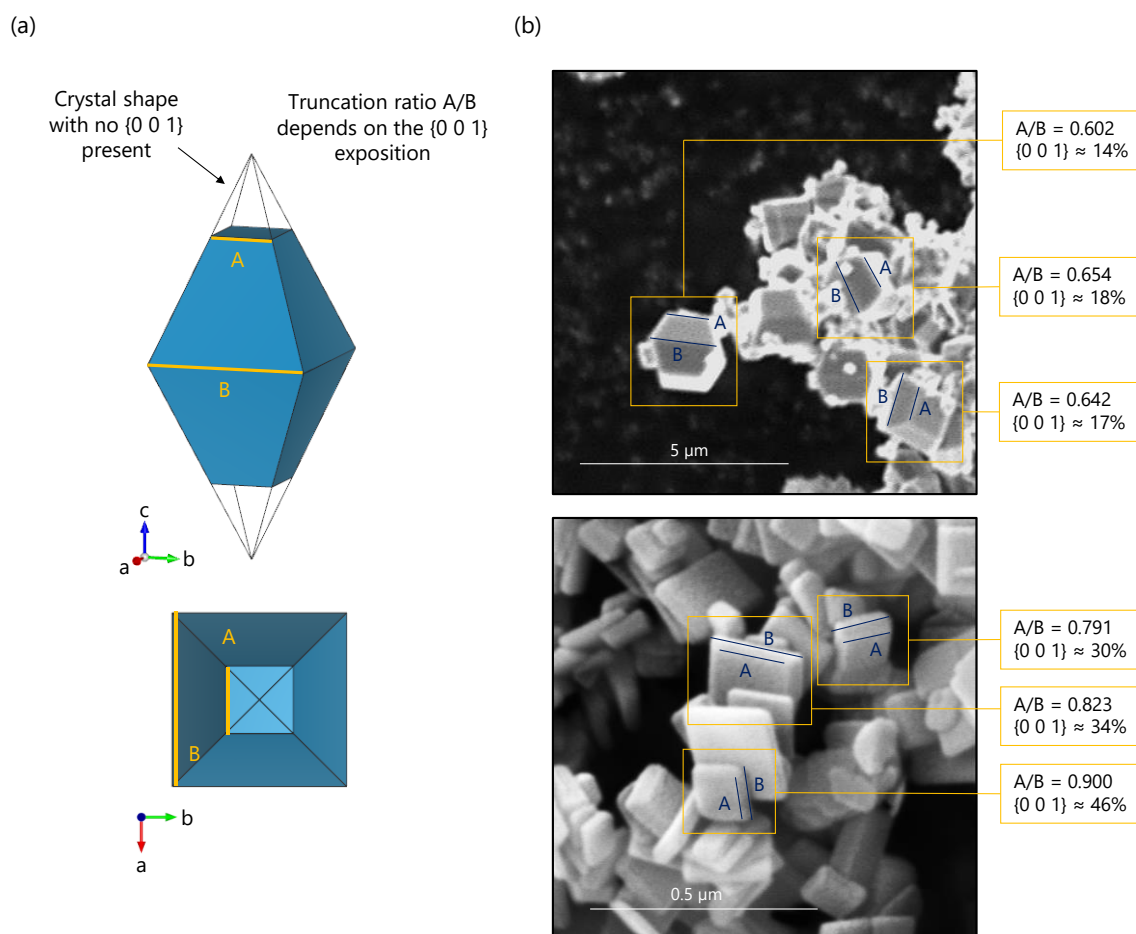 (a)
Crystal shape
with no {0 0 1}
present
Truncation ratio A/B
depends on the {0 0 1}
exposition
A
B
c
b
a
A
B
b
a
(b)
A/B = 0.602
{0 0 1} ≈ 14%
A
B
A
B
A/B = 0.654
{0 0 1} ≈ 18%
B
A
A/B = 0.642
{0 0 1} ≈ 17%
5 μm
B
A
B
A
A/B = 0.791
{0 0 1} ≈ 30%
A/B = 0.823
{0 0 1} ≈ 34%
B
A
A/B = 0.900
{0 0 1} ≈ 46%
0.5 μm